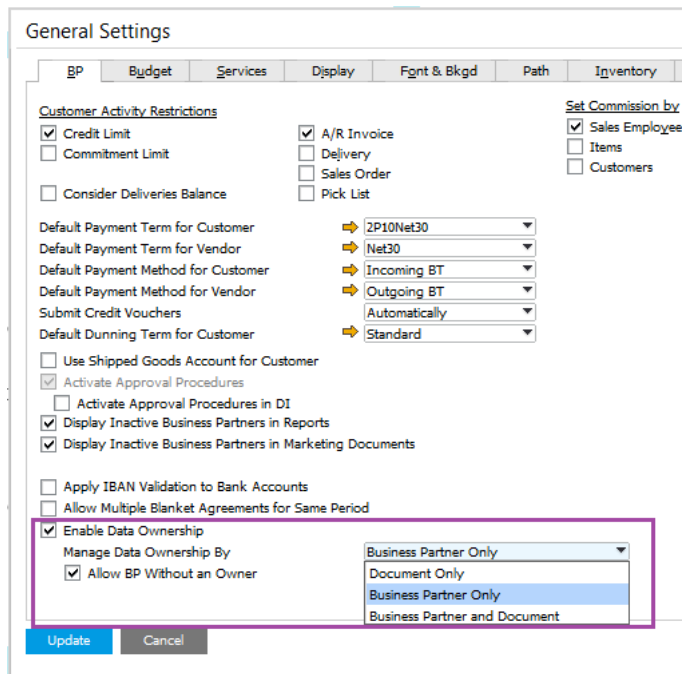 General Settings
BP Budget Services Display Font & Bkgd Path Inventory
Customer Activity Restrictions Set Commission by
Credit Limit A/R Invoice Sales Employee
Commitment Limit Delivery Items
Sales Order Customers
Consider Deliveries Balance Pick List
Default Payment Term for Customer 2P10Net30
Default Payment Term for Vendor Net30
Default Payment Method for Customer Incoming BT
Default Payment Method for Vendor Outgoing BT
Submit Credit Vouchers Automatically
Default Dunning Term for Customer Standard
Use Shipped Goods Account for Customer
Activate Approval Procedures
Activate Approval Procedures in DI
Display Inactive Business Partners in Reports
Display Inactive Business Partners in Marketing Documents
Apply IBAN Validation to Bank Accounts
Allow Multiple Blanket Agreements for Same Period
Enable Data Ownership
Manage Data Ownership By Business Partner Only
Allow BP Without an Owner Document Only
Business Partner Only
Business Partner and Document
Update Cancel